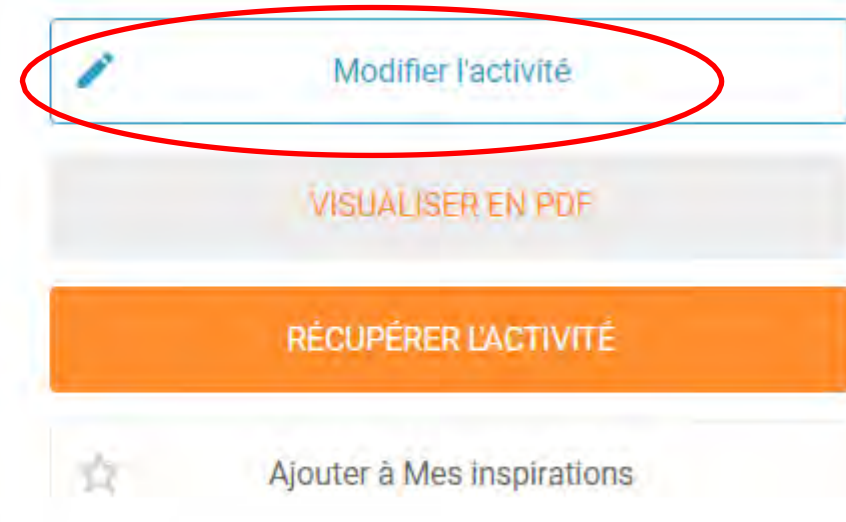 Modifier l'activité
VISUALISER EN PDF
RÉCUPÉRER L'ACTIVITÉ
Ajouter à Mes inspirations